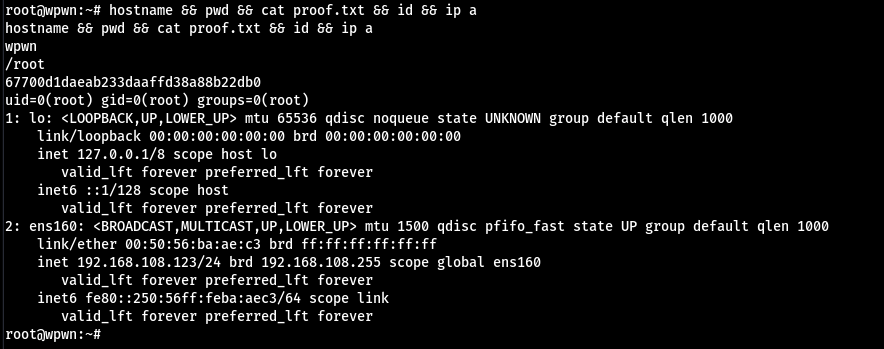 root@wpwn:~# hostname && pwd && cat proof.txt && id && ip a
hostname && pwd && cat proof.txt && id && ip a
wpwn
/root
67700d1daeab233daaffd38a88b22db0
uid=0(root) gid=0(root) groups=0(root)
1: lo: <LOOPBACK,UP,LOWER_UP> mtu 65536 qdisc noqueue state UNKNOWN group default qlen 1000
    link/loopback 00:00:00:00:00:00 brd 00:00:00:00:00:00
    inet 127.0.0.1/8 scope host lo
       valid_lft forever preferred_lft forever
    inet6 ::1/128 scope host
       valid_lft forever preferred_lft forever
2: ens160: <BROADCAST,MULTICAST,UP,LOWER_UP> mtu 1500 qdisc pfifo_fast state UP group default qlen 1000
    link/ether 00:50:56:ba:ae:c3 brd ff:ff:ff:ff:ff:ff
    inet 192.168.108.123/24 brd 192.168.108.255 scope global ens160
       valid_lft forever preferred_lft forever
    inet6 fe80::250:56ff:feba:aec3/64 scope link
       valid_lft forever preferred_lft forever
root@wpwn:~#